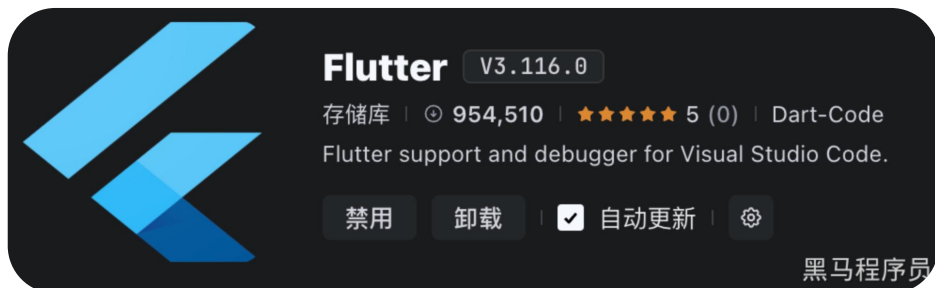 Flutter V3.116.0
存储库 954,510 5 (0) Dart-Code
Flutter support and debugger for Visual Studio Code.
禁用 卸载 自动更新
黑马程序员